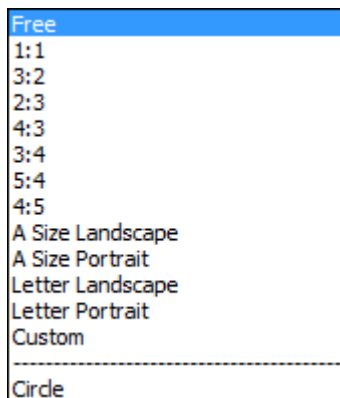 Free
1:1
3:2
2:3
4:3
3:4
5:4
4:5
A Size Landscape
A Size Portrait
Letter Landscape
Letter Portrait
Custom
------------------------------------------
Circle